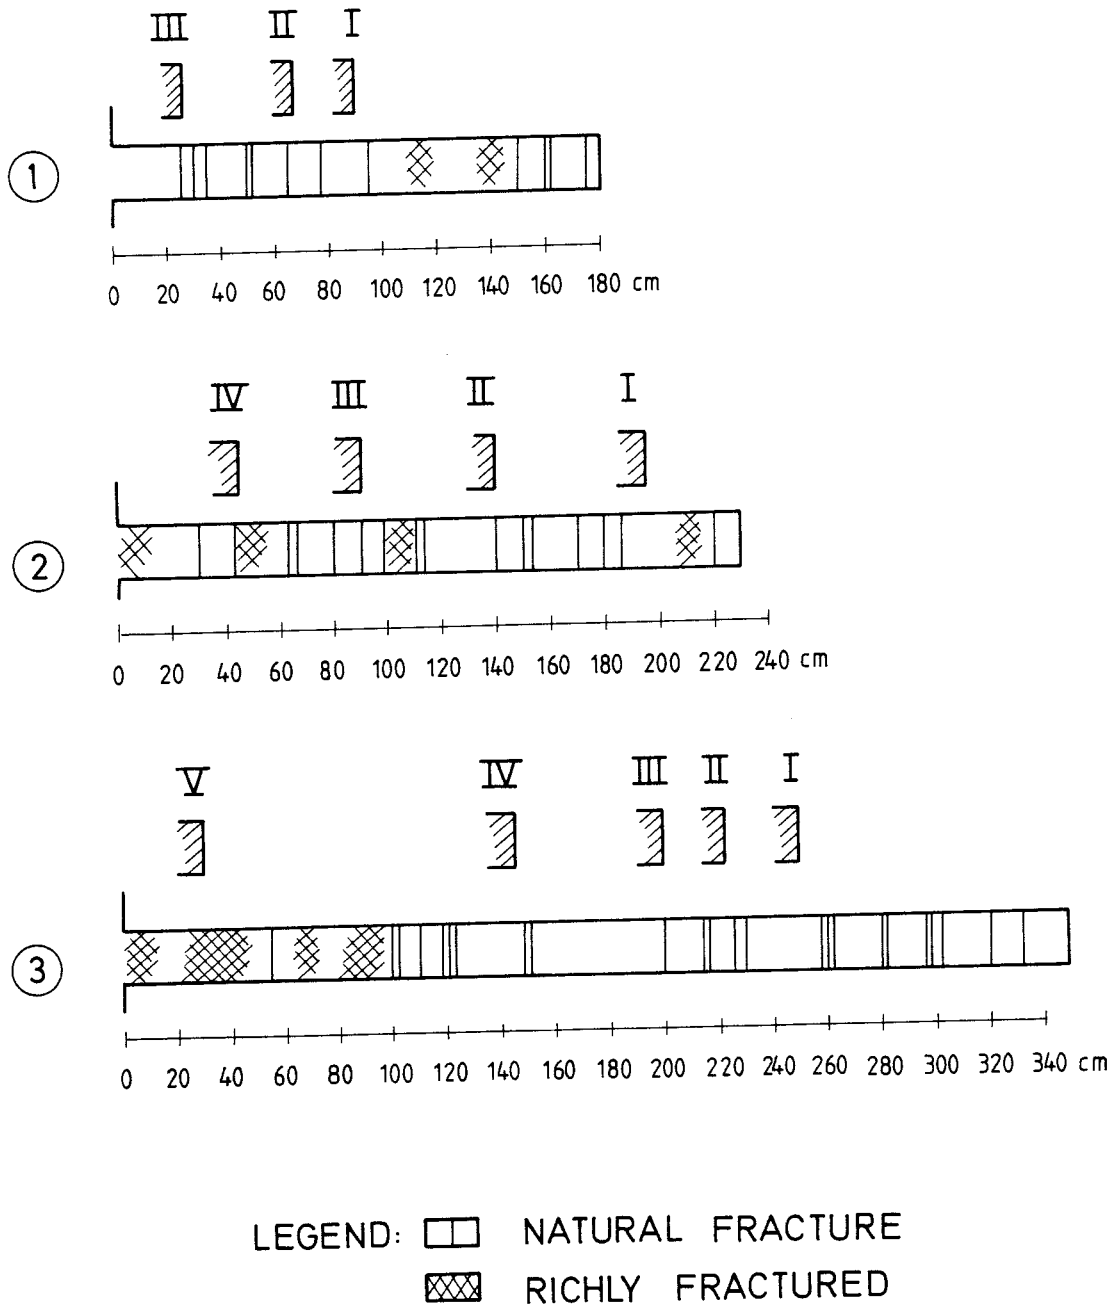 III II I
1
0 20 40 60 80 100 120 140 160 180 cm
IV III II I
2
0 20 40 60 80 100 120 140 160 180 200 220 240 cm
V IV III II I
3
0 20 40 60 80 100 120 140 160 180 200 220 240 260 280 300 320 340 cm
LEGEND: NATURAL FRACTURE
RICHLY FRACTURED